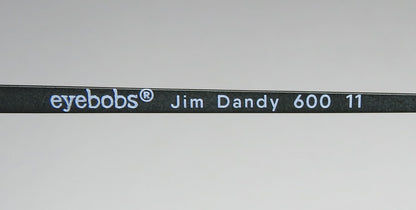 eyebobs® Jim Dandy 600 11